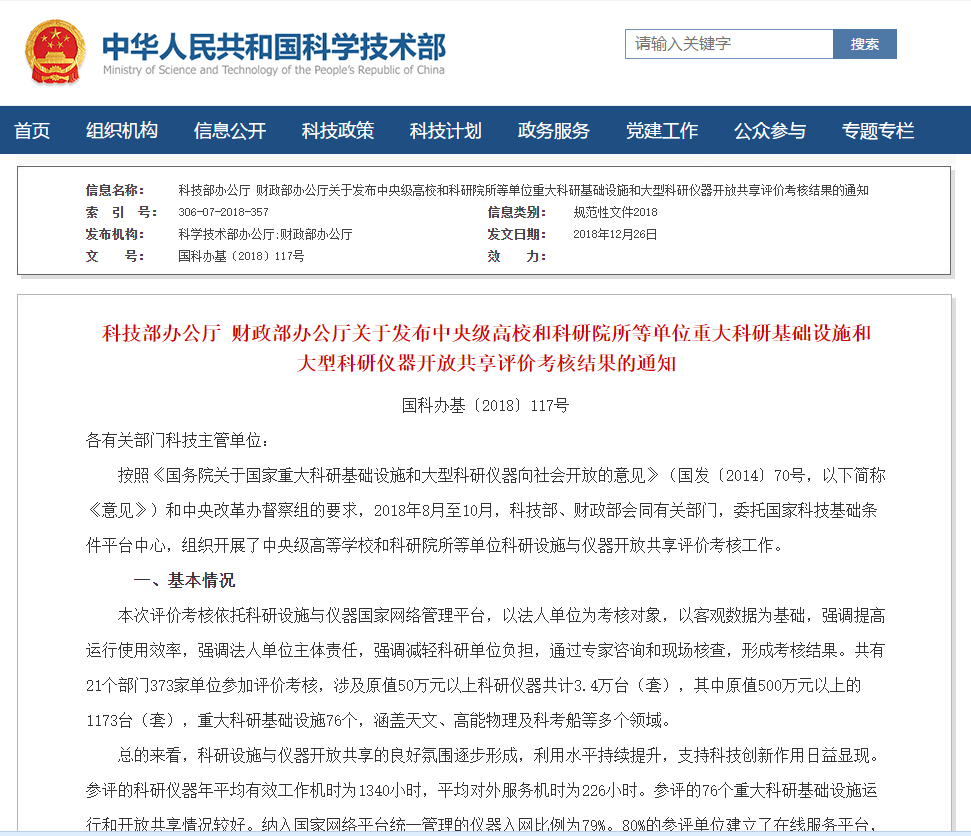 中华人民共和国科学技术部
Ministry of Science and Technology of the People's Republic of China
请输入关键字 搜索
首页 组织机构 信息公开 科技政策 科技计划 政务服务 党建工作 公众参与 专题专栏
信息名称： 科技部办公厅 财政部办公厅关于发布中央级高校和科研院所等单位重大科研基础设施和大型科研仪器开放共享评价考核结果的通知
索 引 号： 306-07-2018-357 信息类别： 规范性文件2018
发布机构： 科学技术部办公厅;财政部办公厅 发文日期： 2018年12月26日
文 号： 国科办基〔2018〕117号 效 力：
科技部办公厅 财政部办公厅关于发布中央级高校和科研院所等单位重大科研基础设施和
大型科研仪器开放共享评价考核结果的通知
国科办基〔2018〕117号
各有关部门科技主管单位：
按照《国务院关于国家重大科研基础设施和大型科研仪器向社会开放的意见》（国发〔2014〕70号，以下简称
《意见》）和中央改革办督察组的要求，2018年8月至10月，科技部、财政部会同有关部门，委托国家科技基础条
件平台中心，组织开展了中央级高等学校和科研院所等单位科研设施与仪器开放共享评价考核工作。
一、基本情况
本次评价考核依托科研设施与仪器国家网络管理平台，以法人单位为考核对象，以客观数据为基础，强调提高
运行使用效率，强调法人单位主体责任，强调减轻科研单位负担，通过专家咨询和现场核查，形成考核结果。共有
21个部门373家单位参加评价考核，涉及原值50万元以上科研仪器共计3.4万台（套），其中原值500万元以上的
1173台（套），重大科研基础设施76个，涵盖天文、高能物理及科考船等多个领域。
总的来看，科研设施与仪器开放共享的良好氛围逐步形成，利用水平持续提升，支持科技创新作用日益显现。
参评的科研仪器年平均有效工作机时为1340小时，平均对外服务机时为226小时。参评的76个重大科研基础设施运
行和开放共享情况较好。纳入国家网络平台统一管理的仪器入网比例为79%。80%的参评单位建立了在线服务平台，